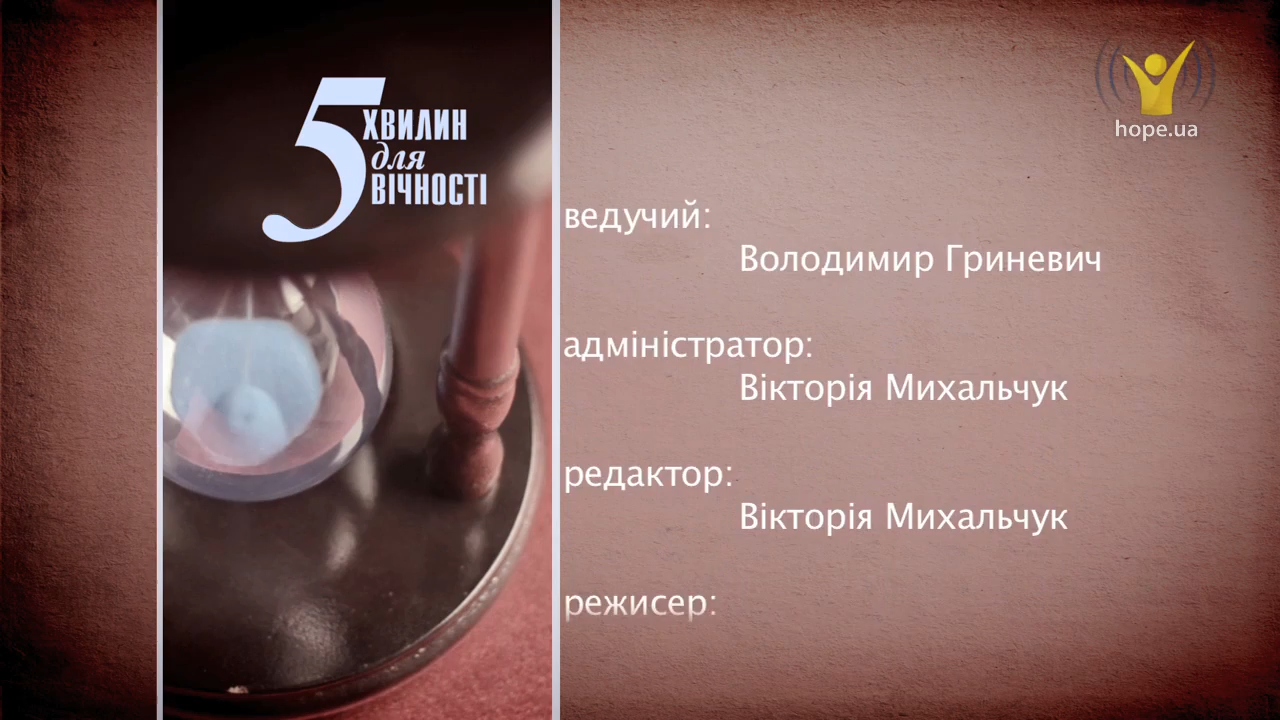 5 ХВИЛИН
для
ВІЧНОСТІ
hope.ua
ведучий:
Володимир Гриневич
адміністратор:
Вікторія Михальчук
редактор:
Вікторія Михальчук
режисер: